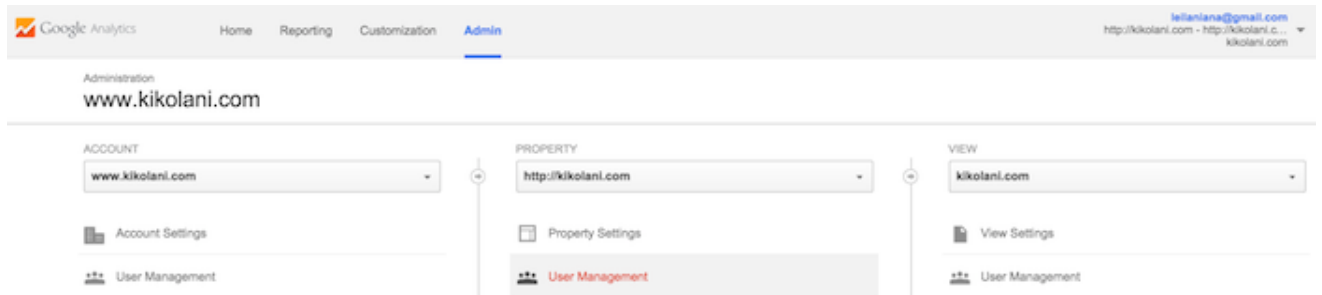 Google Analytics Home Reporting Customization Admin
leilaniana@gmail.com
http://kikolani.com - http://kikolani.c...
kikolani.com
Administration
www.kikolani.com
ACCOUNT PROPERTY VIEW
www.kikolani.com http://kikolani.com kikolani.com
Account Settings Property Settings View Settings
User Management User Management User Management